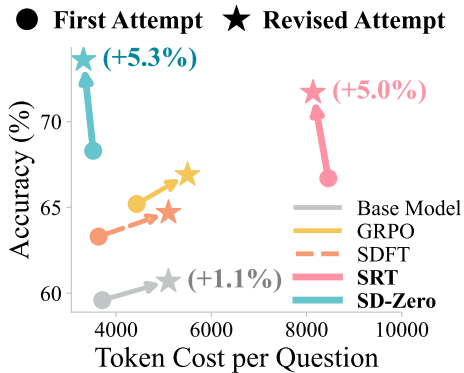 First Attempt Revised Attempt
(+5.3%)
(+5.0%)
(+1.1%)
Accuracy (%)
70
65
60
Base Model
GRPO
SDFT
SRT
SD-Zero
4000 6000 8000 10000
Token Cost per Question